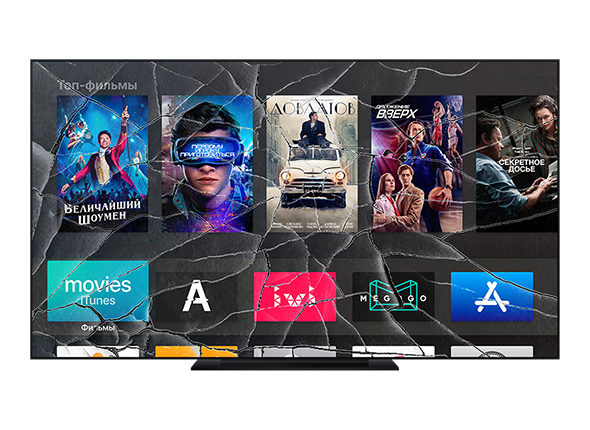 Топ-фильмы
ВЕЛИЧАЙШИЙ
ШОУМЕН
ПЕРВОМУ
ИГРОКУ
ПРИГОТОВИТЬСЯ
ДОВЛАТОВ
ДВИЖЕНИЕ
ВВЕРХ
СЕКРЕТНОЕ
ДОСЬЕ
movies
iTunes
A
ivi
MEGOGO
Фильмы